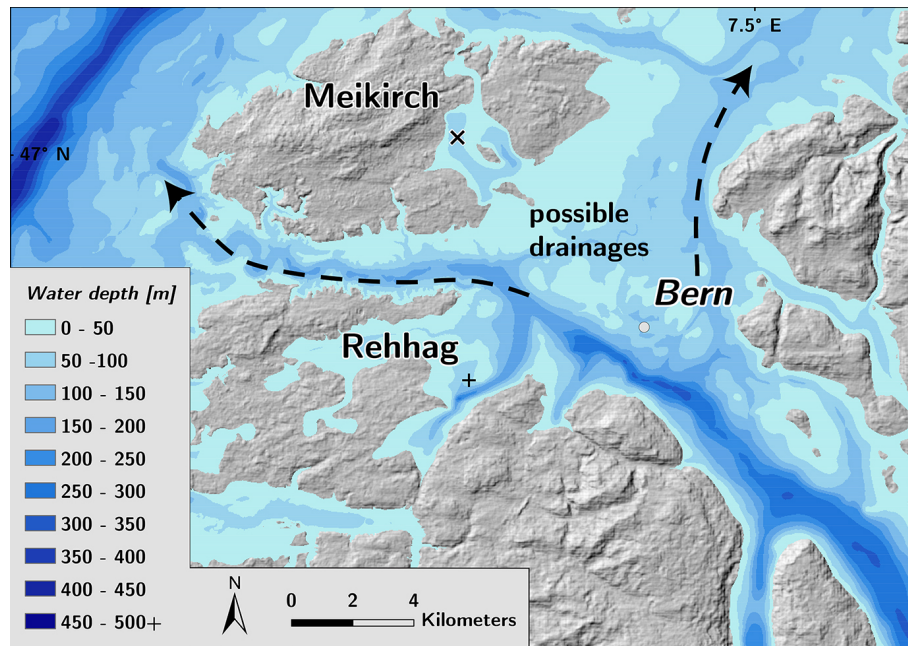 7.5° E
Meikirch
47° N
possible
drainages
Bern
Rehhag
Water depth [m]
0 - 50
50 -100
100 - 150
150 - 200
200 - 250
250 - 300
300 - 350
350 - 400
400 - 450
450 - 500+
N
0 2 4
Kilometers